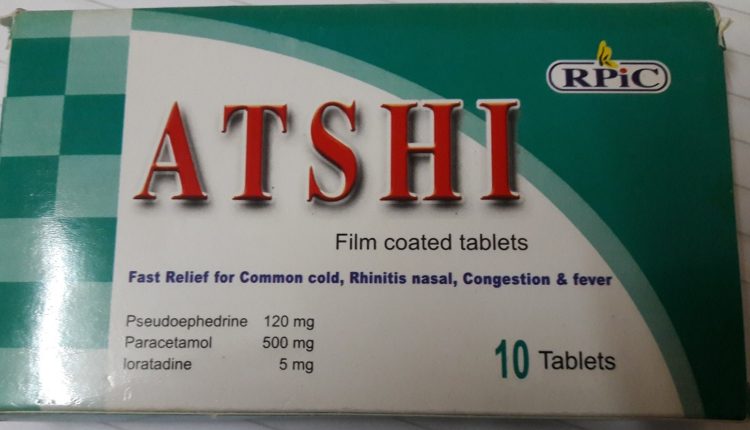 RPiC
ATSHI
Film coated tablets
Fast Relief for Common cold, Rhinitis nasal, Congestion & fever
Pseudoephedrine 120 mg
Paracetamol 500 mg
loratadine 5 mg
10 Tablets